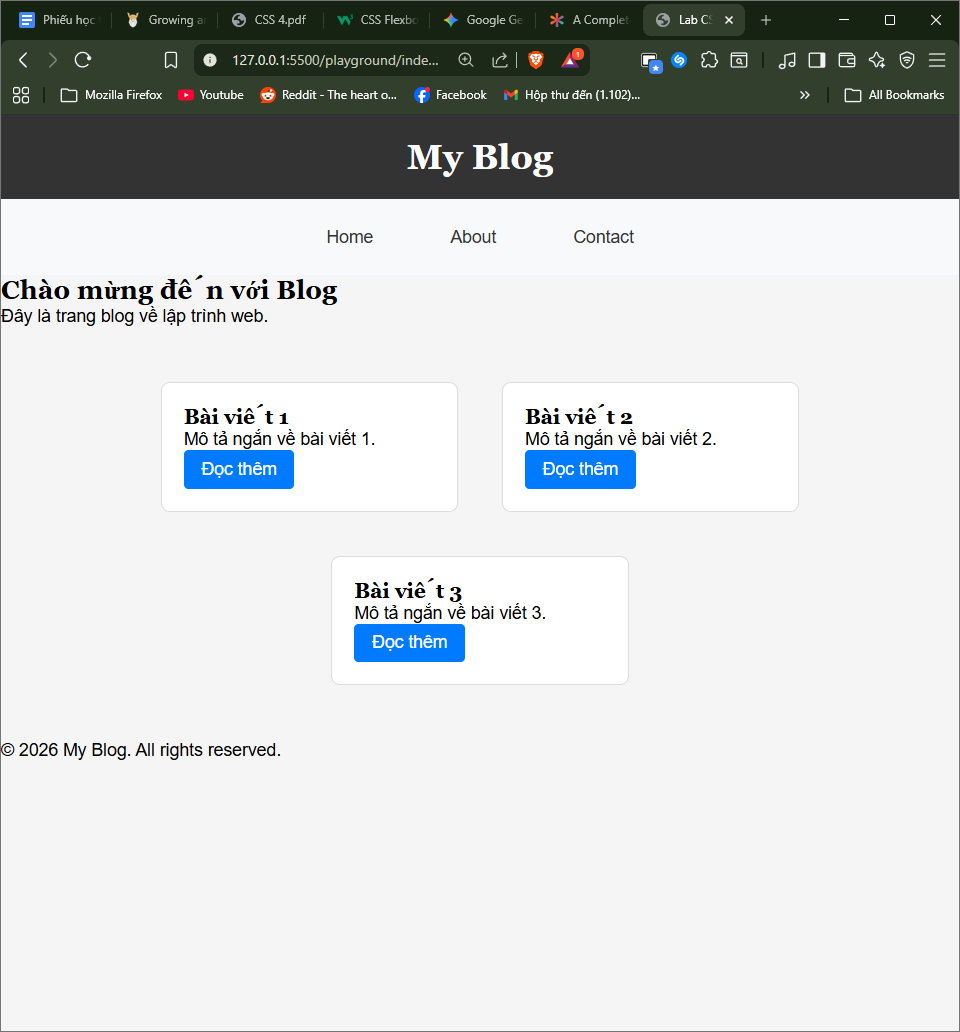 Phiếu học
Growing a
CSS 4.pdf
CSS Flexbo
Google Ge
A Complet
Lab CS
127.0.0.1:5500/playground/inde...
1
Mozilla Firefox
Youtube
Reddit - The heart o...
Facebook
Hộp thư đến (1.102)...
All Bookmarks
My Blog
Home
About
Contact
Chào mừng đến với Blog
Đây là trang blog về lập trình web.
Bài viết 1
Mô tả ngắn về bài viết 1.
Đọc thêm
Bài viết 2
Mô tả ngắn về bài viết 2.
Đọc thêm
Bài viết 3
Mô tả ngắn về bài viết 3.
Đọc thêm
© 2026 My Blog. All rights reserved.